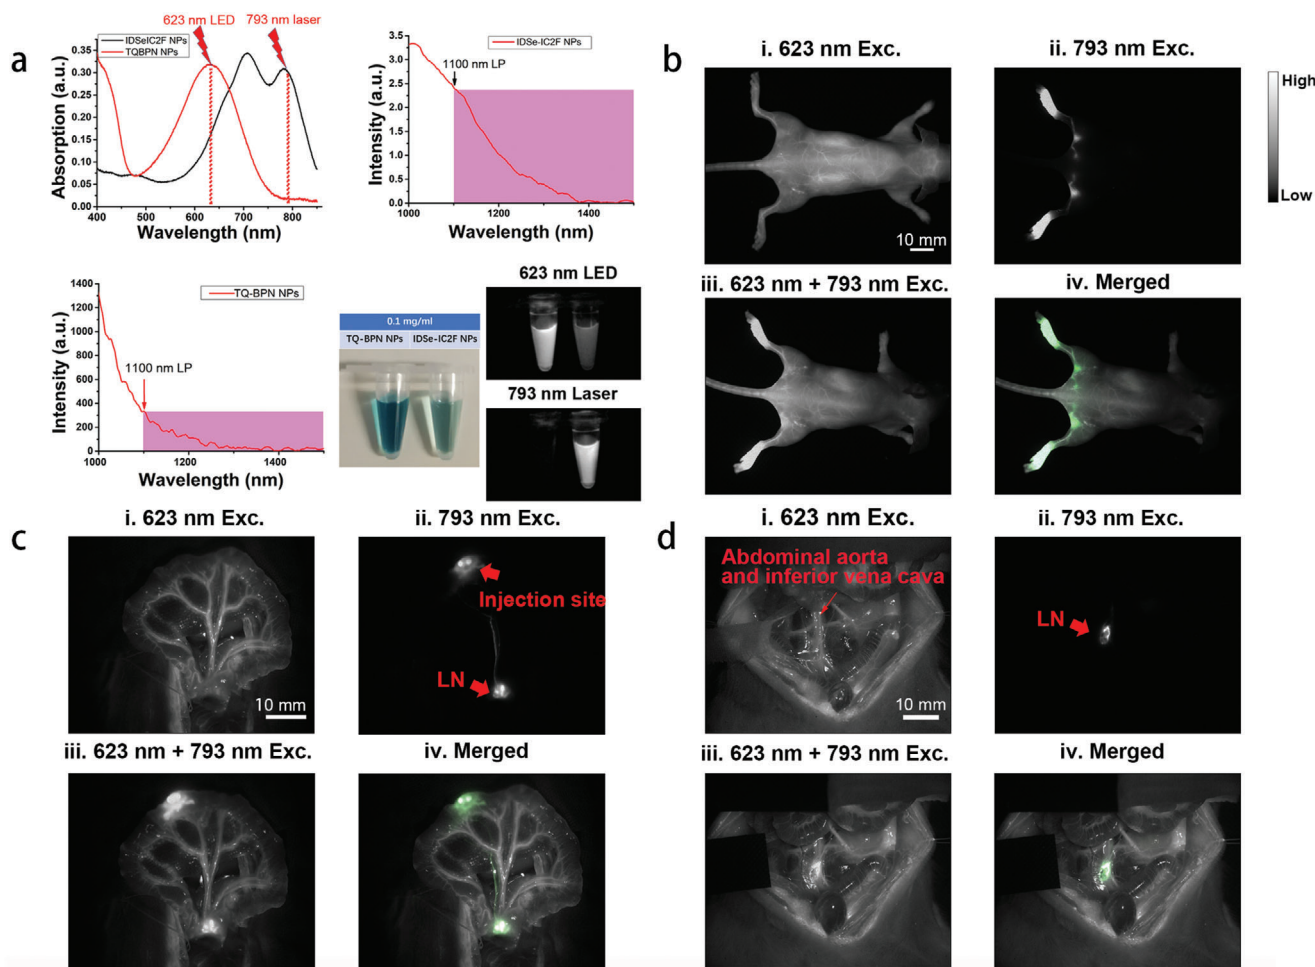 a
623 nm LED
793 nm laser
IDSeIC2F NPs
TQBPN NPs
Absorption (a.u.)
0.35
0.30
0.25
0.20
0.15
0.10
0.05
0.00
400
500
600
700
800
Wavelength (nm)
IDSe-IC2F NPs
1100 nm LP
Intensity (a.u.)
3.5
3.0
2.5
2.0
1.5
1.0
0.5
0.0
1000
1200
1400
Wavelength (nm)
TQ-BPN NPs
1100 nm LP
Intensity (a.u.)
1400
1300
1200
1100
1000
900
800
700
600
500
400
300
200
100
0
1000
1200
1400
Wavelength (nm)
0.1 mg/ml
TQ-BPN NPs
IDSe-IC2F NPs
623 nm LED
793 nm Laser
b
i. 623 nm Exc.
ii. 793 nm Exc.
10 mm
High
Low
iii. 623 nm + 793 nm Exc.
iv. Merged
c
i. 623 nm Exc.
ii. 793 nm Exc.
10 mm
Injection site
LN
iii. 623 nm + 793 nm Exc.
iv. Merged
d
i. 623 nm Exc.
ii. 793 nm Exc.
Abdominal aorta
and inferior vena cava
10 mm
LN
iii. 623 nm + 793 nm Exc.
iv. Merged